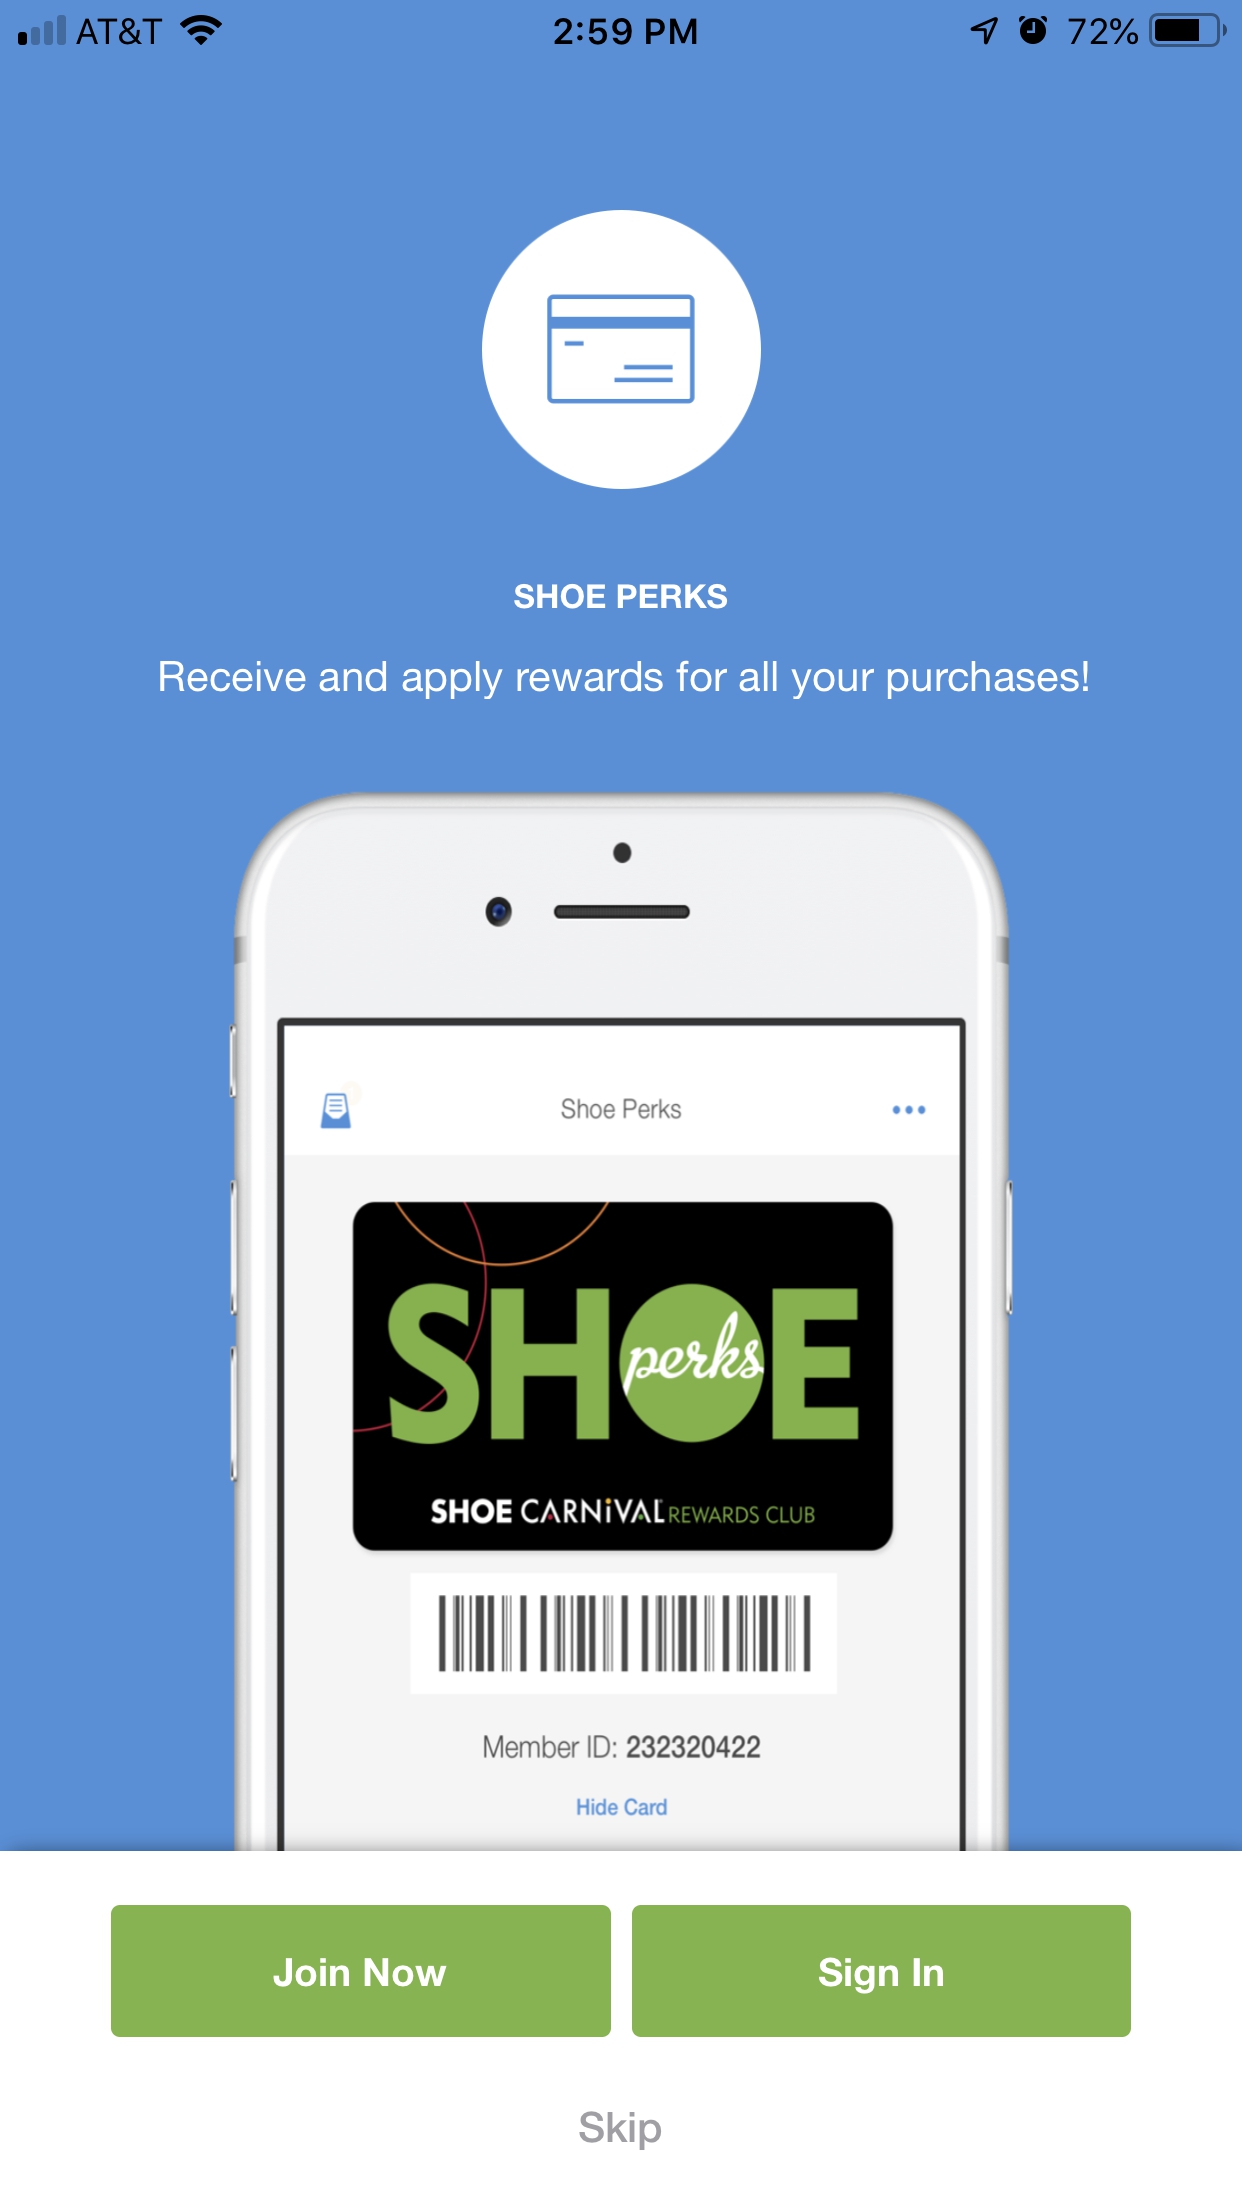 AT&T 2:59 PM 72%
SHOE PERKS
Receive and apply rewards for all your purchases!
Shoe Perks
SHOE
perks
SHOE CARNiVAL REWARDS CLUB
Member ID: 232320422
Hide Card
Join Now Sign In
Skip